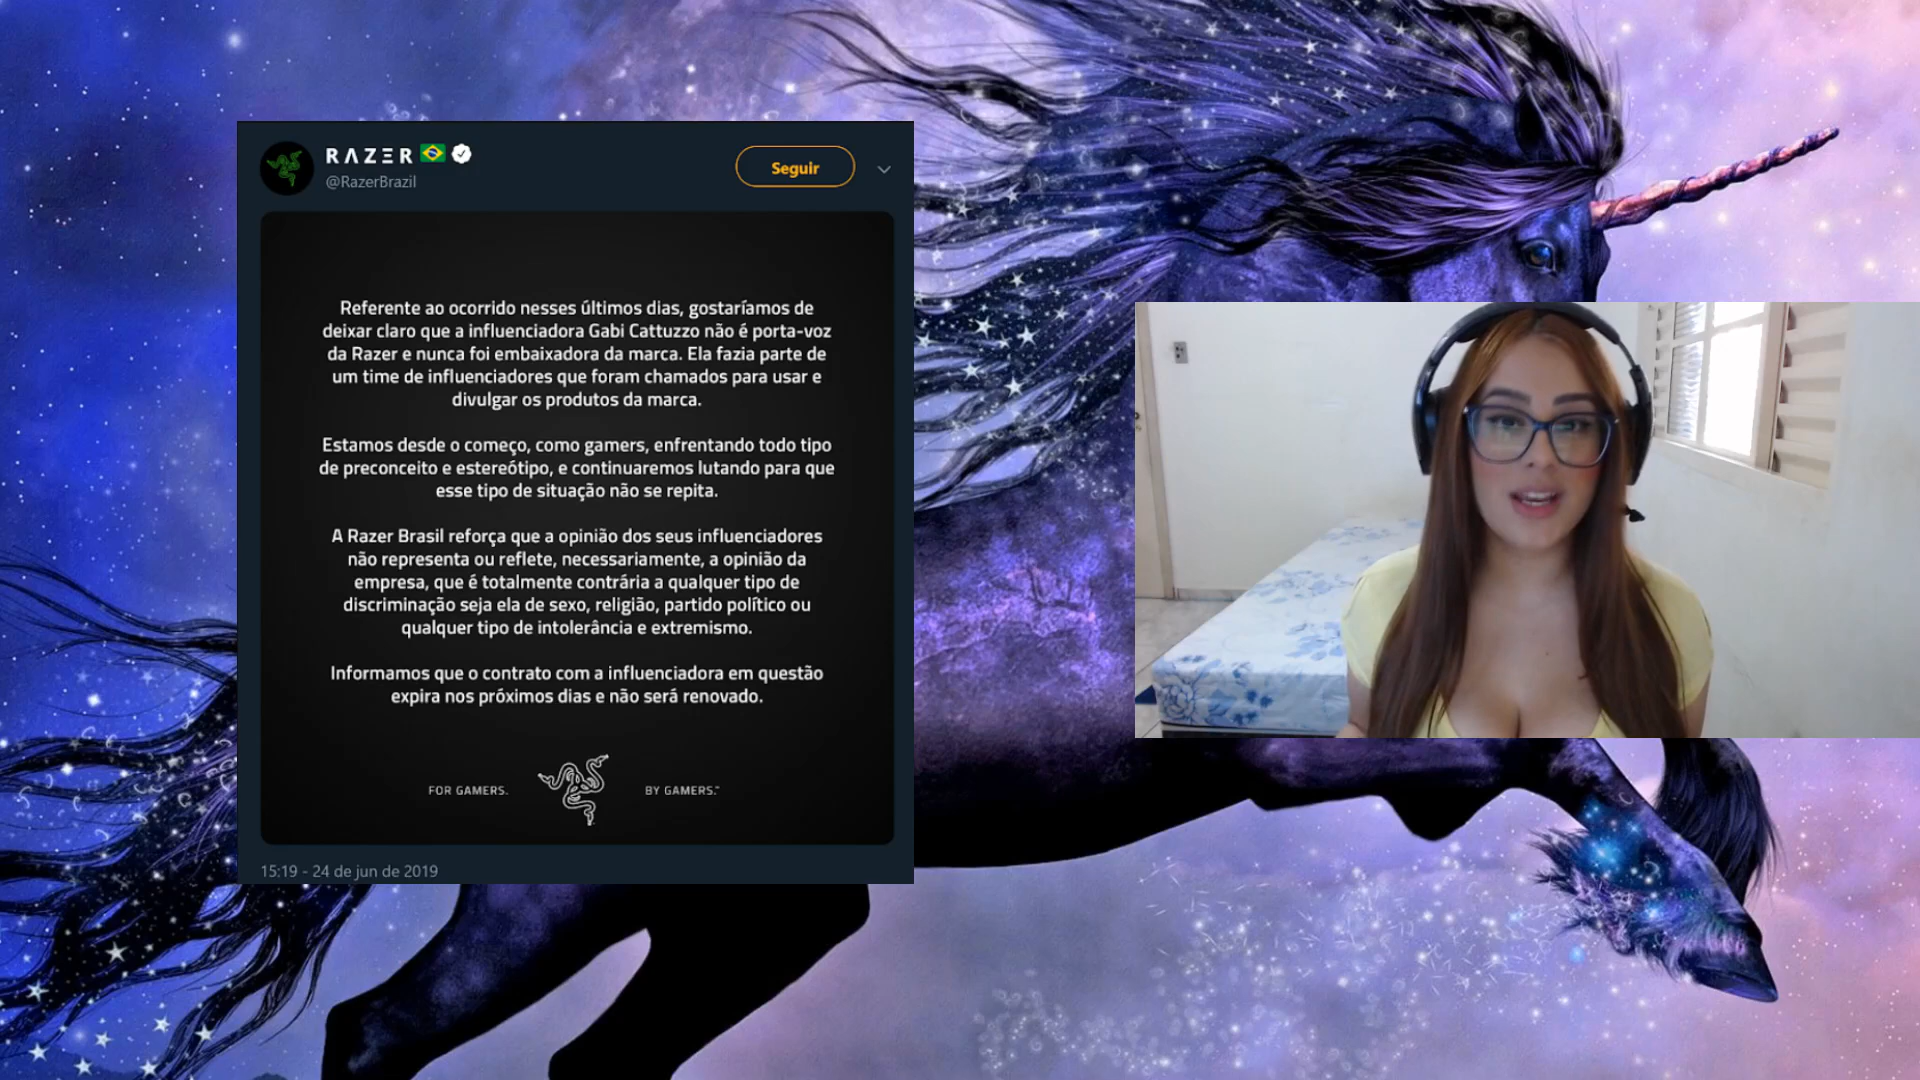 RAZER
@RazerBrazil
Seguir
Referente ao ocorrido nesses últimos dias, gostaríamos de
deixar claro que a influenciadora Gabi Cattuzzo não é porta-voz
da Razer e nunca foi embaixadora da marca. Ela fazia parte de
um time de influenciadores que foram chamados para usar e
divulgar os produtos da marca.
Estamos desde o começo, como gamers, enfrentando todo tipo
de preconceito e estereótipo, e continuaremos lutando para que
esse tipo de situação não se repita.
A Razer Brasil reforça que a opinião dos seus influenciadores
não representa ou reflete, necessariamente, a opinião da
empresa, que é totalmente contrária a qualquer tipo de
discriminação seja ela de sexo, religião, partido político ou
qualquer tipo de intolerância e extremismo.
Informamos que o contrato com a influenciadora em questão
expira nos próximos dias e não será renovado.
FOR GAMERS. BY GAMERS.™
15:19 - 24 de jun de 2019